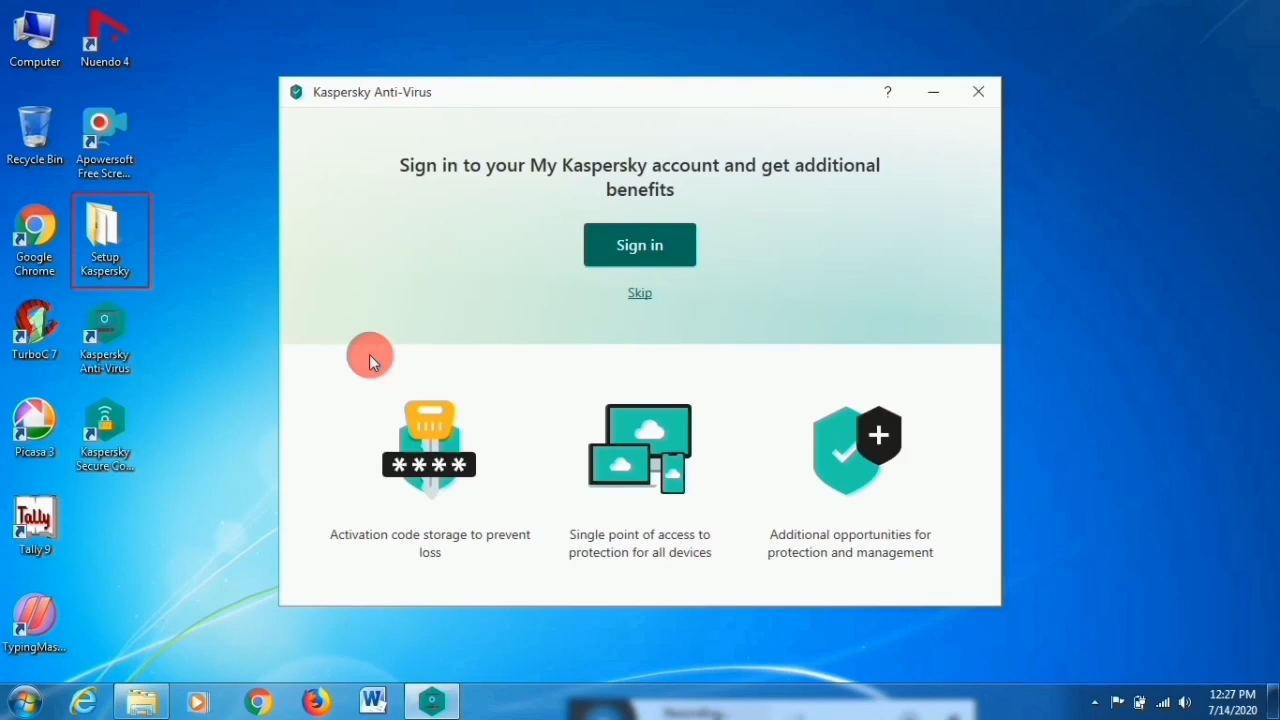 Computer
Nuendo 4
Recycle Bin
Apowersoft
Free Scre...
Google
Chrome
Setup
Kaspersky
TurboC 7
Kaspersky
Anti-Virus
Picasa 3
Kaspersky
Secure Co...
Tally
Tally 9
TypingMas...
Kaspersky Anti-Virus
?
Sign in to your My Kaspersky account and get additional
benefits
Sign in
Skip
****
Activation code storage to prevent
loss
Single point of access to
protection for all devices
Additional opportunities for
protection and management
W
12:27 PM
7/14/2020